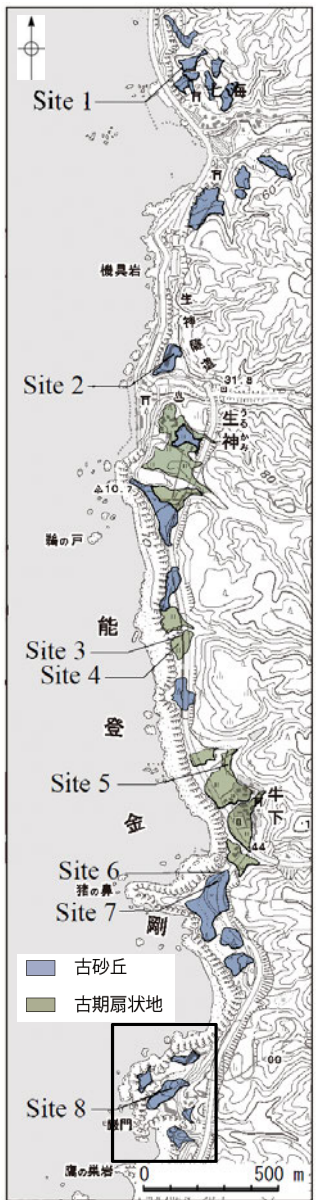 Site 1
上海
機具岩
生神隧道
Site 2
31.8
生神
うるかみ
80
△10.7
鵜の戸
能登金剛
Site 3
Site 4
Site 5
牛下
44
Site 6
猪の鼻
Site 7
古砂丘
古期扇状地
Site 8
巌門
鷹の巣岩
0 500 m